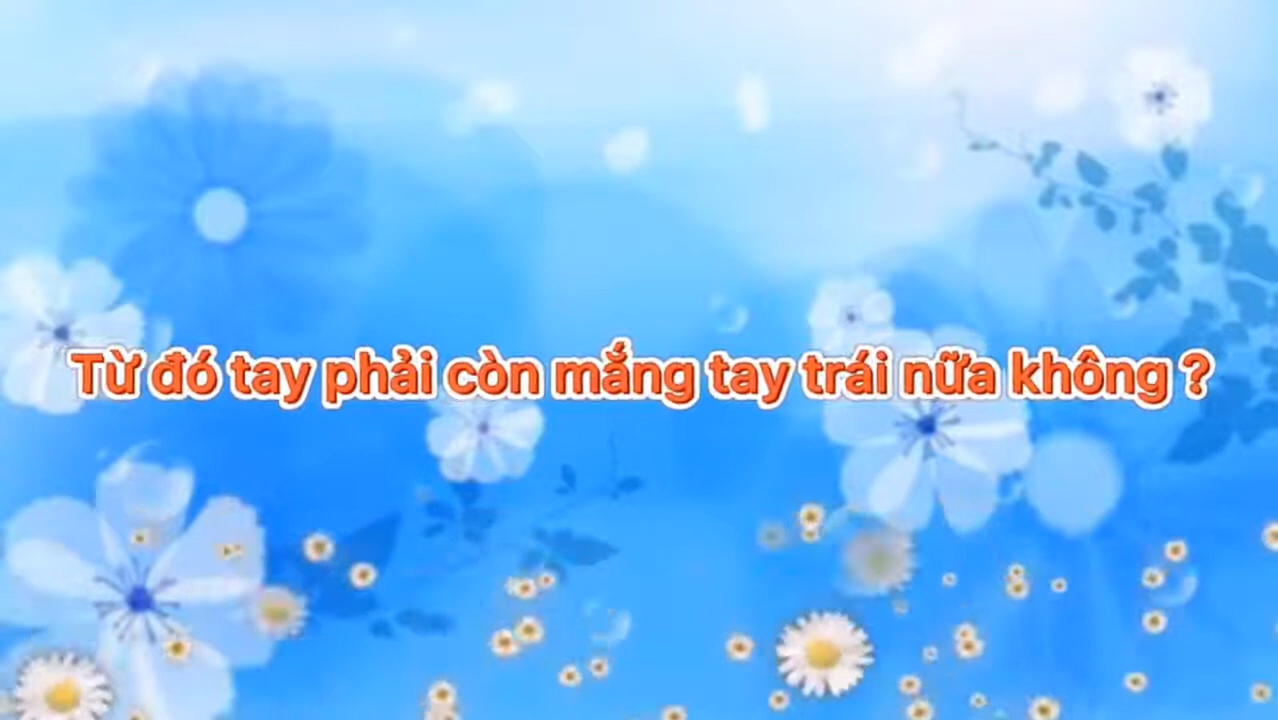 Từ đó tay phải còn mắng tay trái nữa không ?